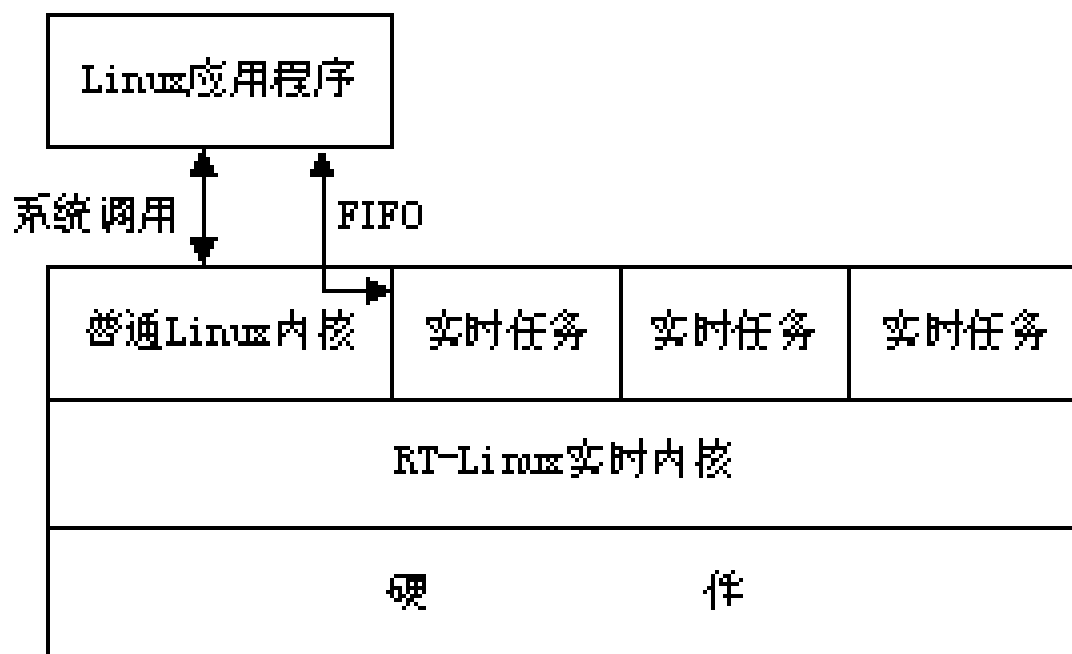 Linux应用程序
系统调用
FIFO
普通Linux内核
实时任务
实时任务
实时任务
RT-Linux实时内核
硬 件